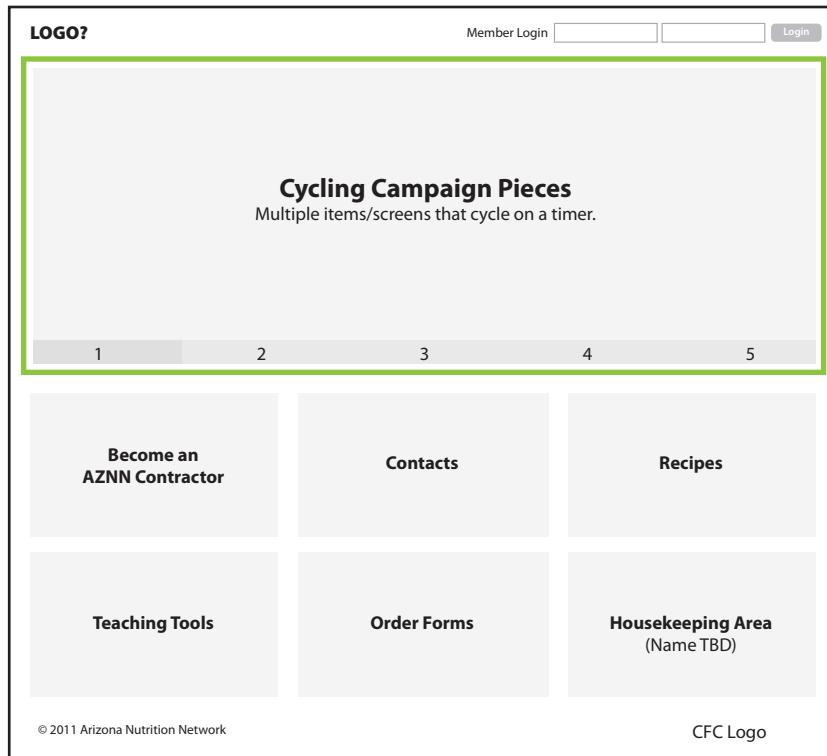 LOGO?
Member Login
Login
Cycling Campaign Pieces
Multiple items/screens that cycle on a timer.
1 2 3 4 5
Become an
AZNN Contractor
Contacts
Recipes
Teaching Tools
Order Forms
Housekeeping Area
(Name TBD)
© 2011 Arizona Nutrition Network
CFC Logo